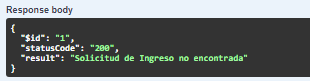 Response body
{
"$id": "1",
"statusCode": "200",
"result": "Solicitud de Ingreso no encontrada"
}